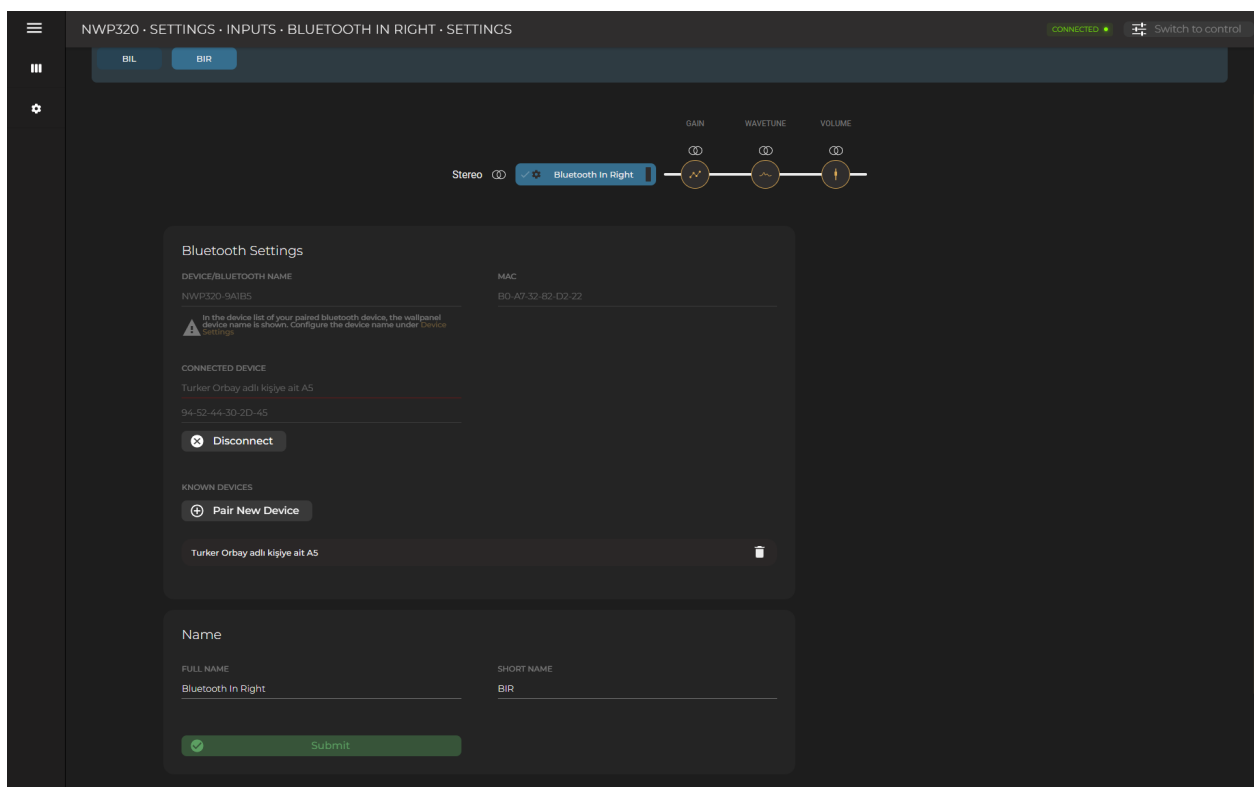 NWP320 · SETTINGS · INPUTS · BLUETOOTH IN RIGHT · SETTINGS
CONNECTED
Switch to control
BIL
BIR
GAIN
WAVETUNE
VOLUME
Stereo
Bluetooth In Right
Bluetooth Settings
DEVICE/BLUETOOTH NAME
MAC
NWP320-9A1B5
B0-A7-32-82-D2-22
In the device list of your paired bluetooth device, the wallpanel
device name is shown. Configure the device name under Device
Settings
CONNECTED DEVICE
Turker Orbay adlı kişiye ait A5
94-52-44-30-2D-45
Disconnect
KNOWN DEVICES
Pair New Device
Turker Orbay adlı kişiye ait A5
Name
FULL NAME
SHORT NAME
Bluetooth In Right
BIR
Submit